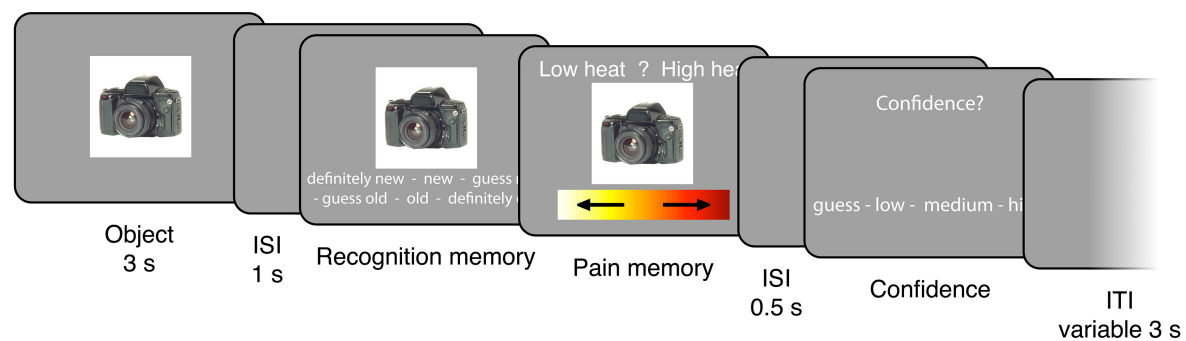 Low heat ? High hea
definitely new - new - guess
- guess old - old - definitely
Confidence?
guess - low - medium - hi
Object
3 s
ISI
1 s
Recognition memory
Pain memory
ISI
0.5 s
Confidence
ITI
variable 3 s